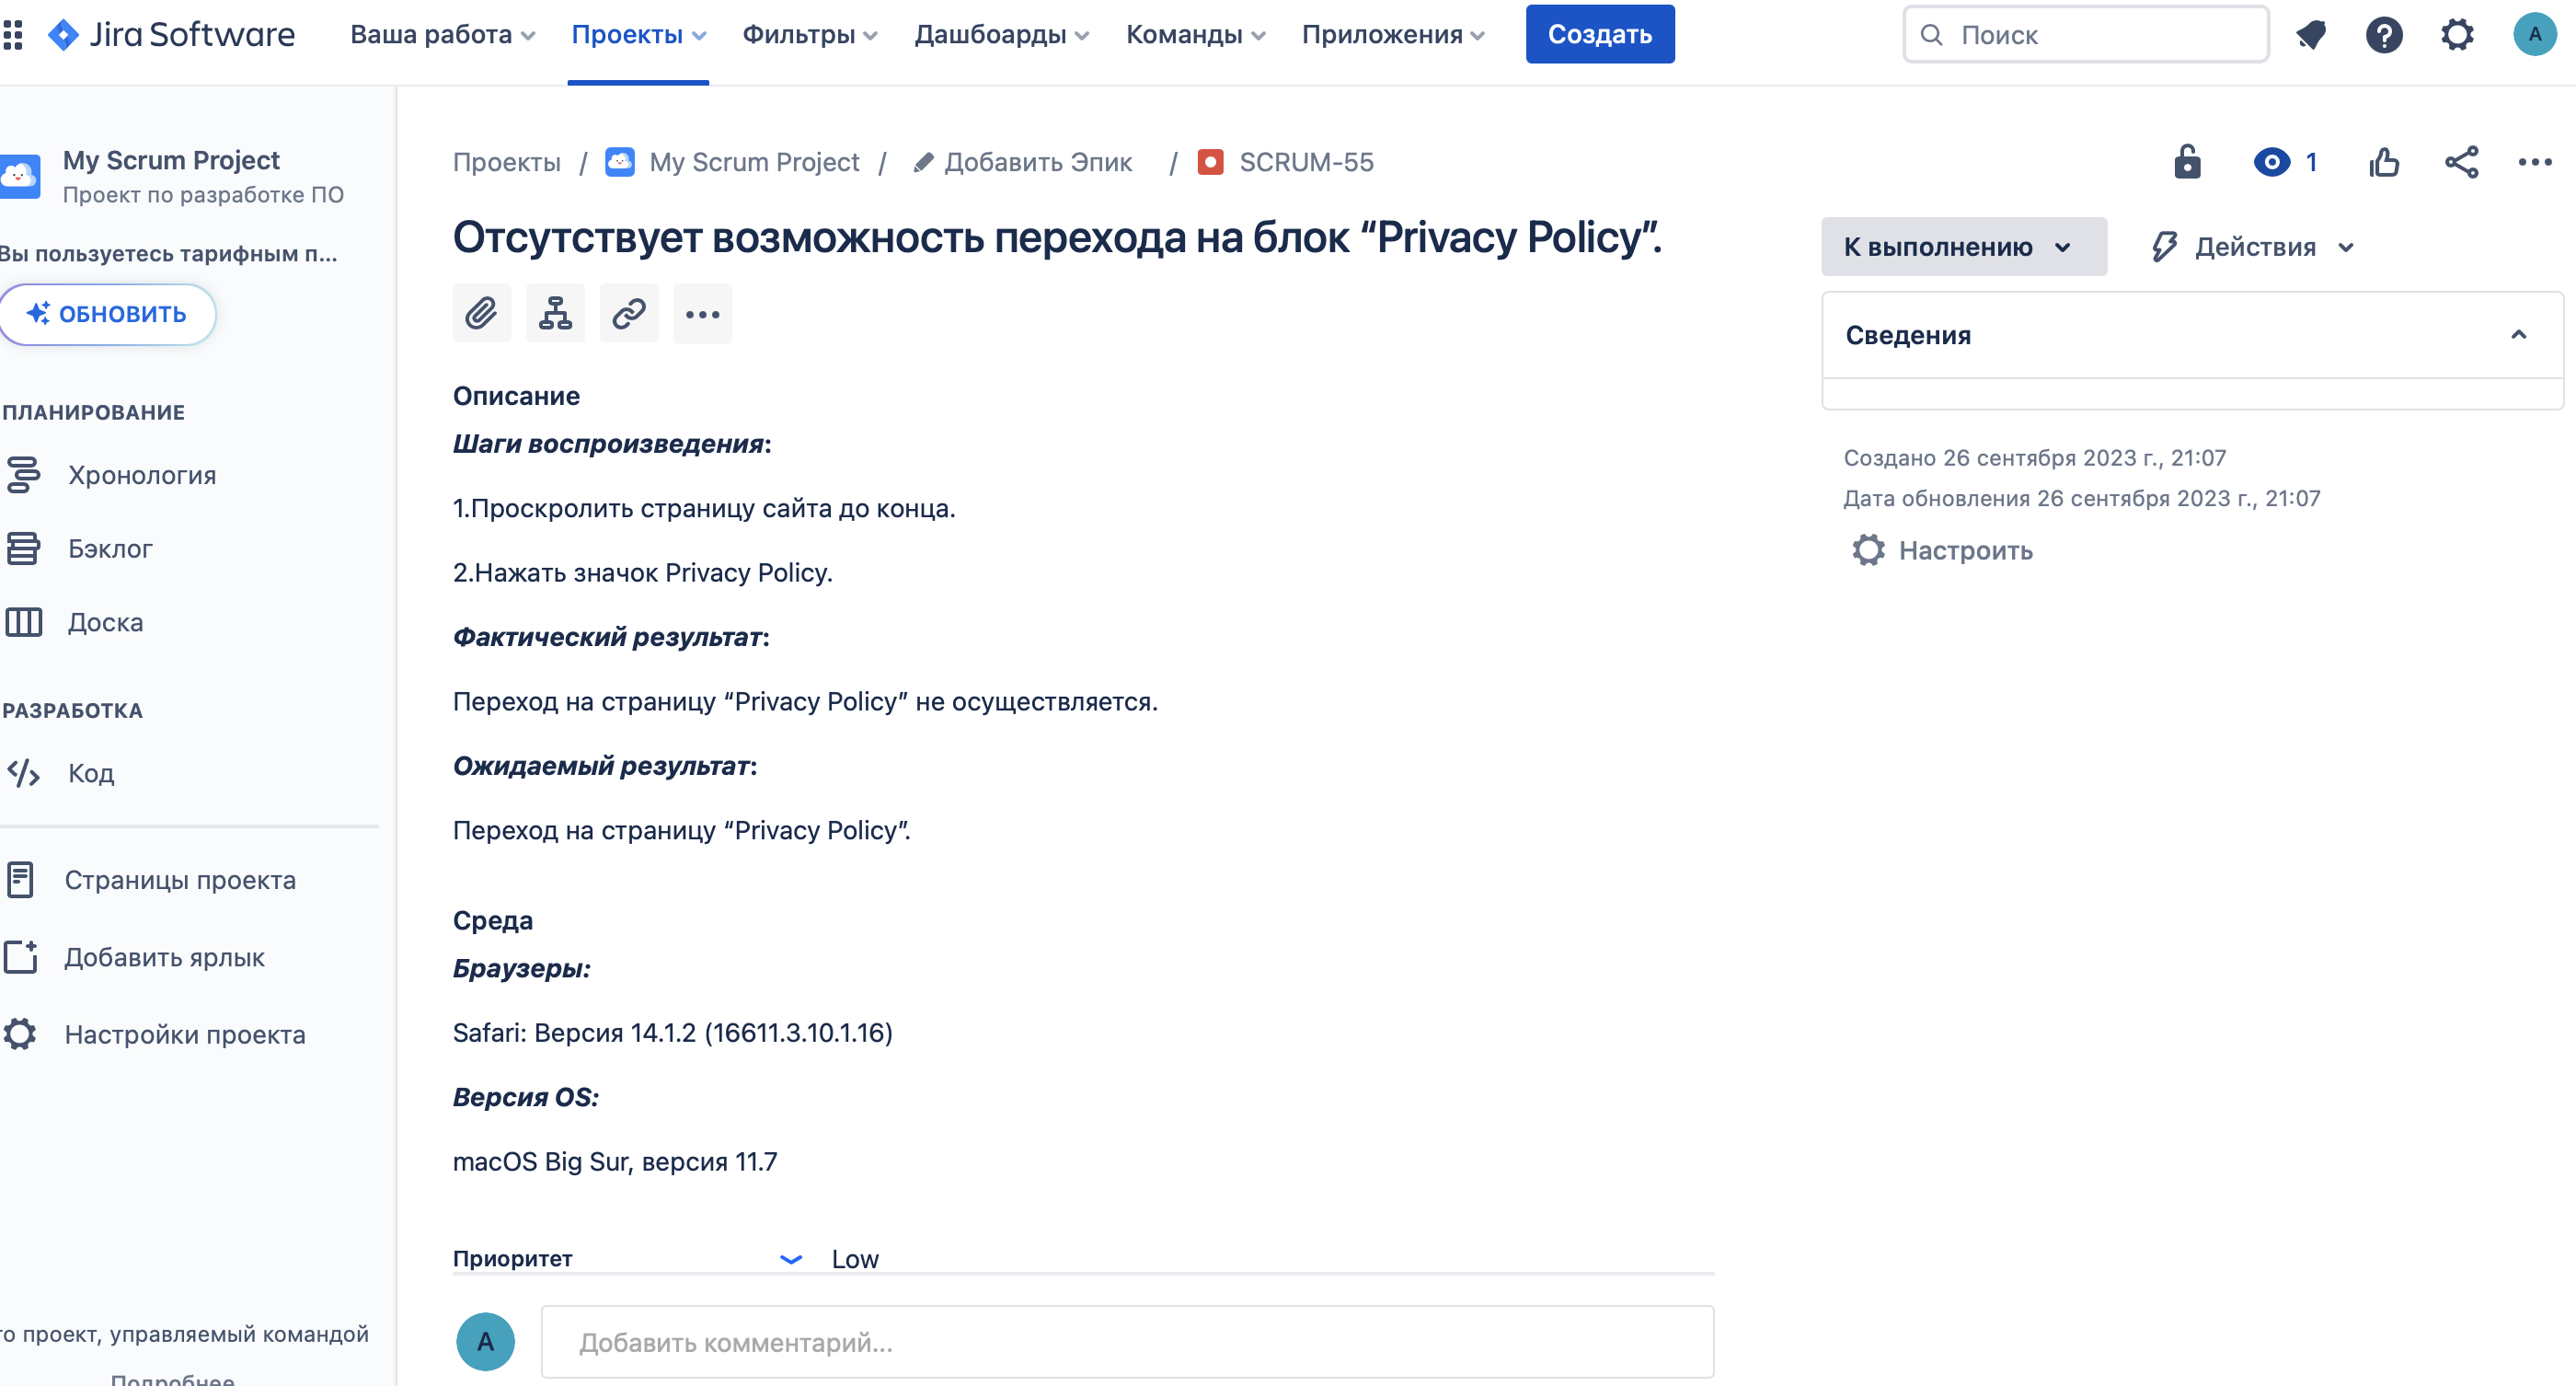 Jira Software
Ваша работа
Проекты
Фильтры
Дашбоарды
Команды
Приложения
Создать
Поиск
A
My Scrum Project
Проект по разработке ПО
Вы пользуетесь тарифным п...
ОБНОВИТЬ
ПЛАНИРОВАНИЕ
Хронология
Бэклог
Доска
РАЗРАБОТКА
Код
Страницы проекта
Добавить ярлык
Настройки проекта
то проект, управляемый командой
Подробнее
Проекты / My Scrum Project / Добавить Эпик / SCRUM-55
1
Отсутствует возможность перехода на блок “Privacy Policy”.
Описание
Шаги воспроизведения:
1.Проскролить страницу сайта до конца.
2.Нажать значок Privacy Policy.
Фактический результат:
Переход на страницу “Privacy Policy” не осуществляется.
Ожидаемый результат:
Переход на страницу “Privacy Policy”.
Среда
Браузеры:
Safari: Версия 14.1.2 (16611.3.10.1.16)
Версия OS:
macOS Big Sur, версия 11.7
Приоритет
Low
A
Добавить комментарий...
К выполнению
Действия
Сведения
Создано 26 сентября 2023 г., 21:07
Дата обновления 26 сентября 2023 г., 21:07
Настроить